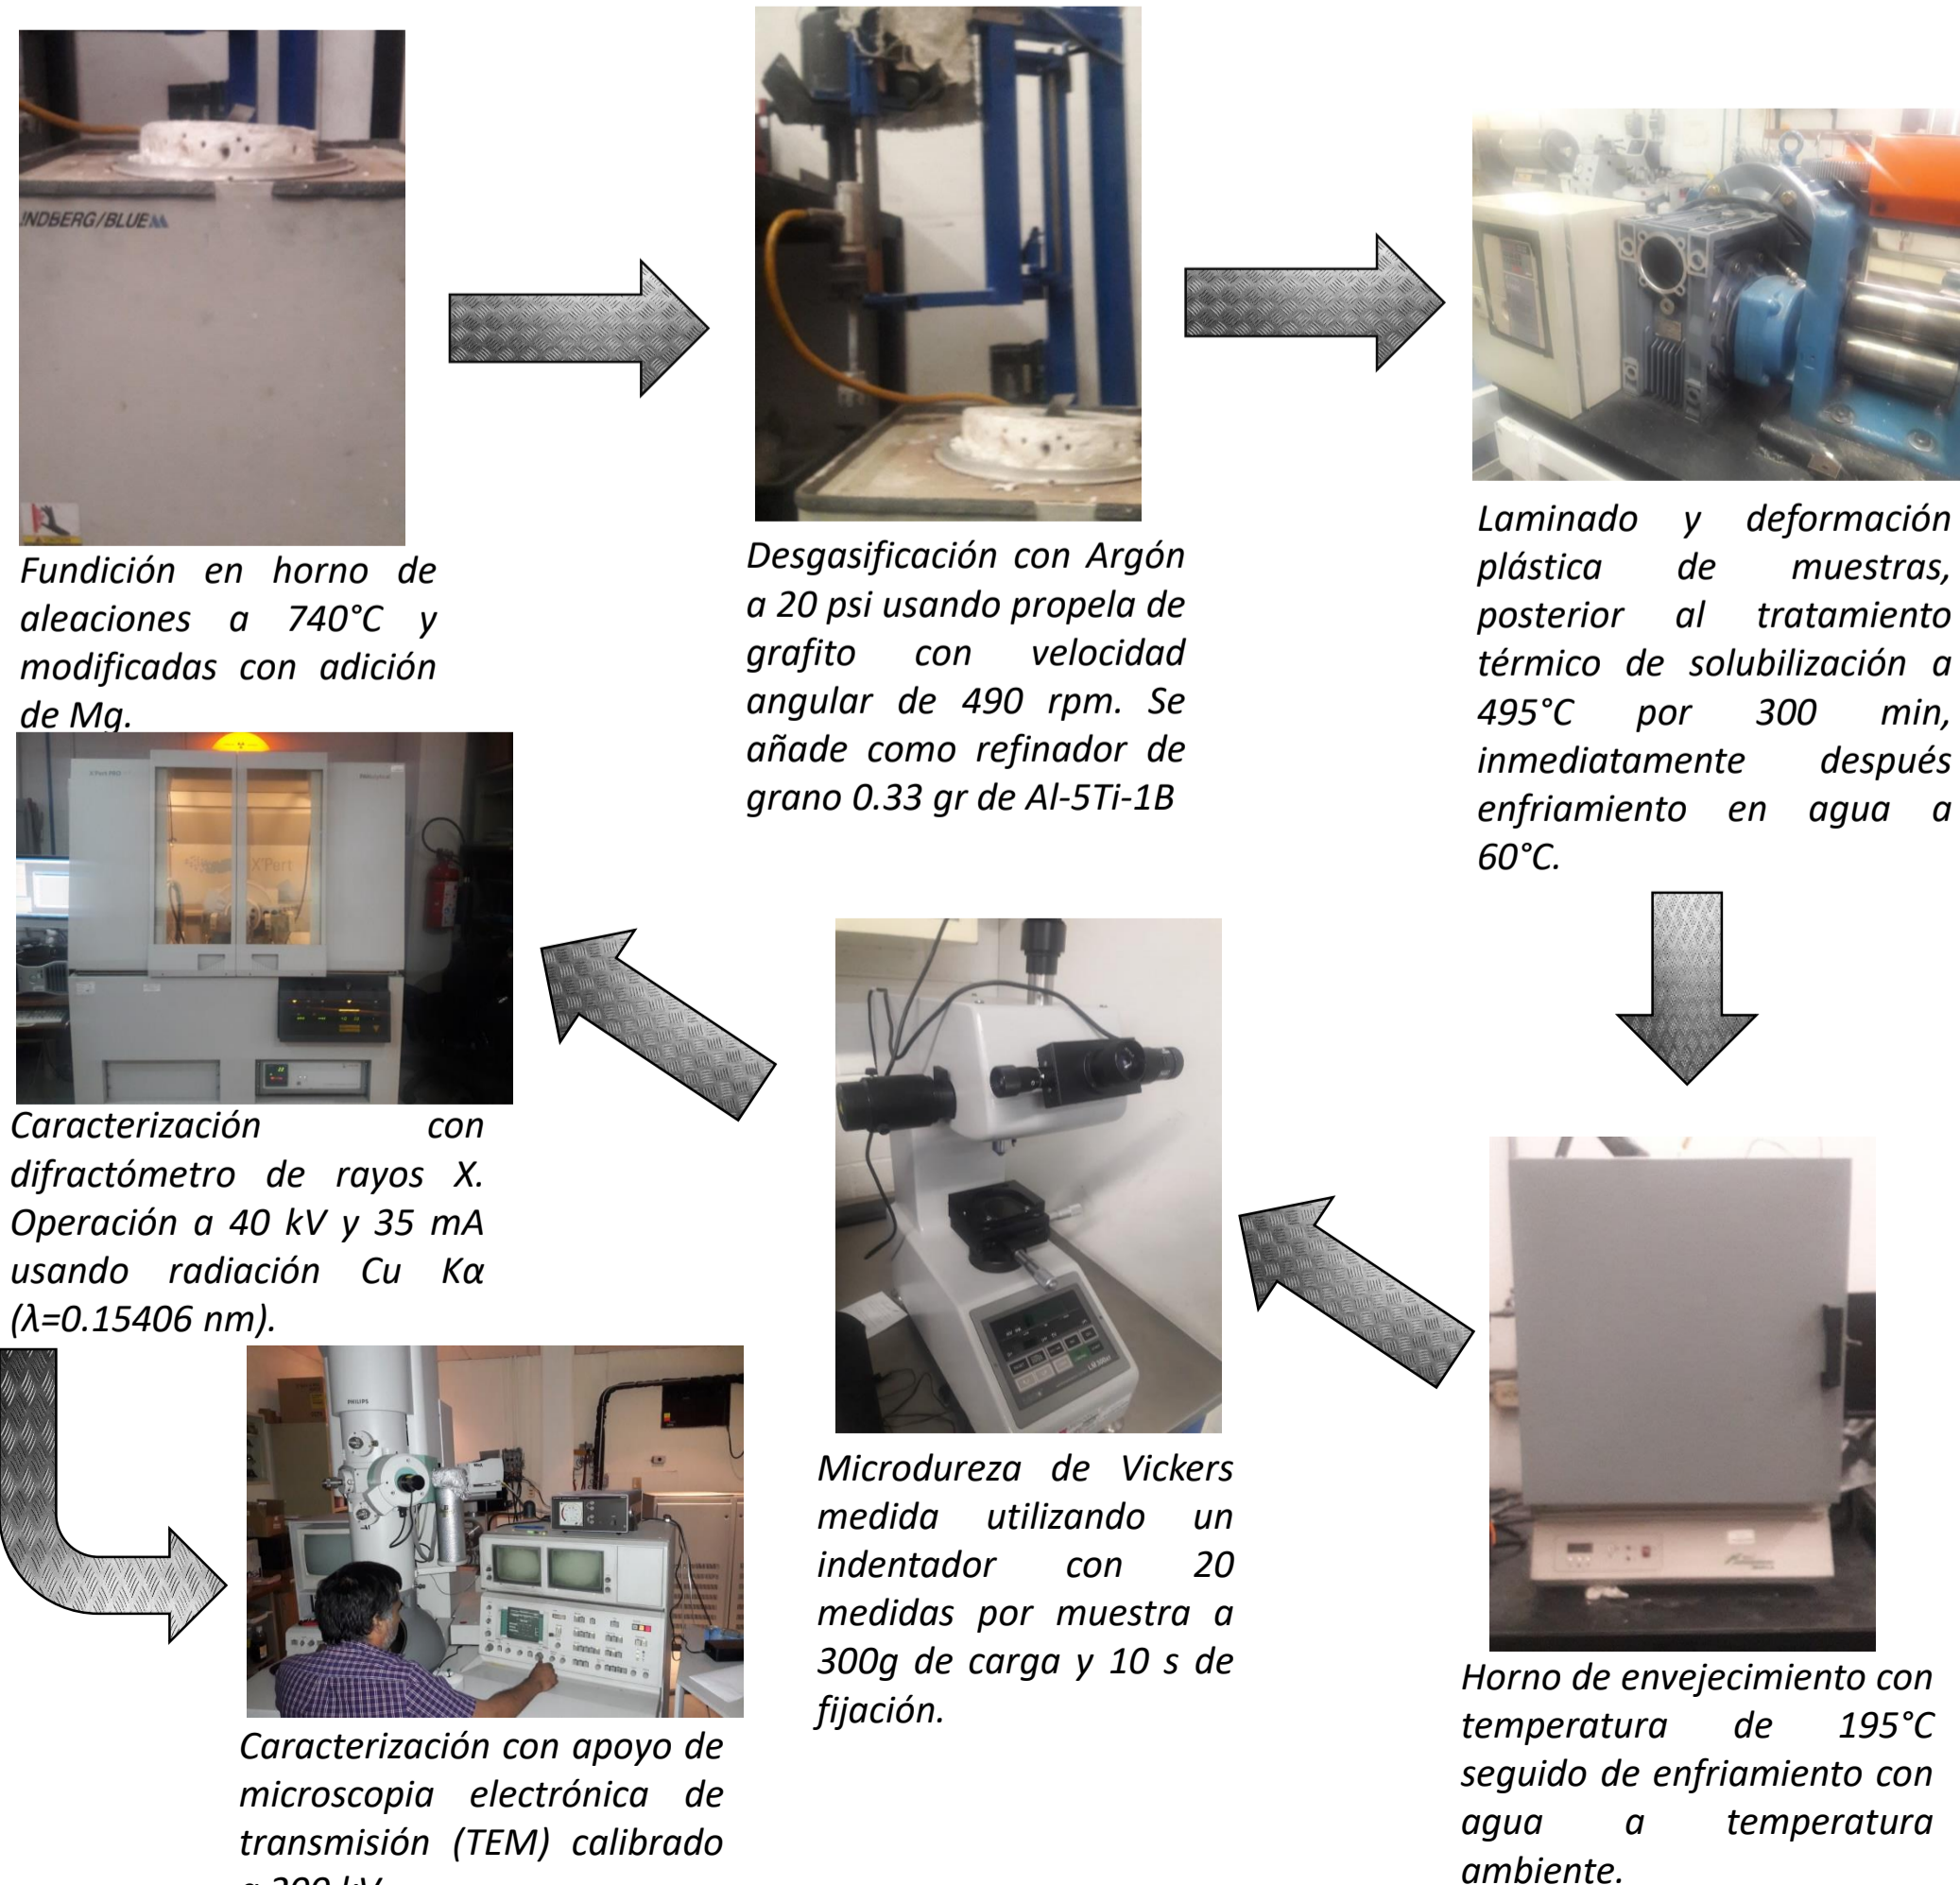 INDBERG/BLUE M
Fundición en horno de
aleaciones a 740°C y
modificadas con adición
de Mg.
Desgasificación con Argón
a 20 psi usando propela de
grafito con velocidad
angular de 490 rpm. Se
añade como refinador de
grano 0.33 gr de Al-5Ti-1B
Laminado y deformación
plástica de muestras,
posterior al tratamiento
térmico de solubilización a
495°C por 300 min,
inmediatamente después
enfriamiento en agua a
60°C.
Horno de envejecimiento con
temperatura de 195°C
seguido de enfriamiento con
agua a temperatura
ambiente.
Microdureza de Vickers
medida utilizando un
indentador con 20
medidas por muestra a
300g de carga y 10 s de
fijación.
X'Pert PRO
X'Pert
Caracterización con
difractómetro de rayos X.
Operación a 40 kV y 35 mA
usando radiación Cu Kα
(λ=0.15406 nm).
PHILIPS
Caracterización con apoyo de
microscopia electrónica de
transmisión (TEM) calibrado